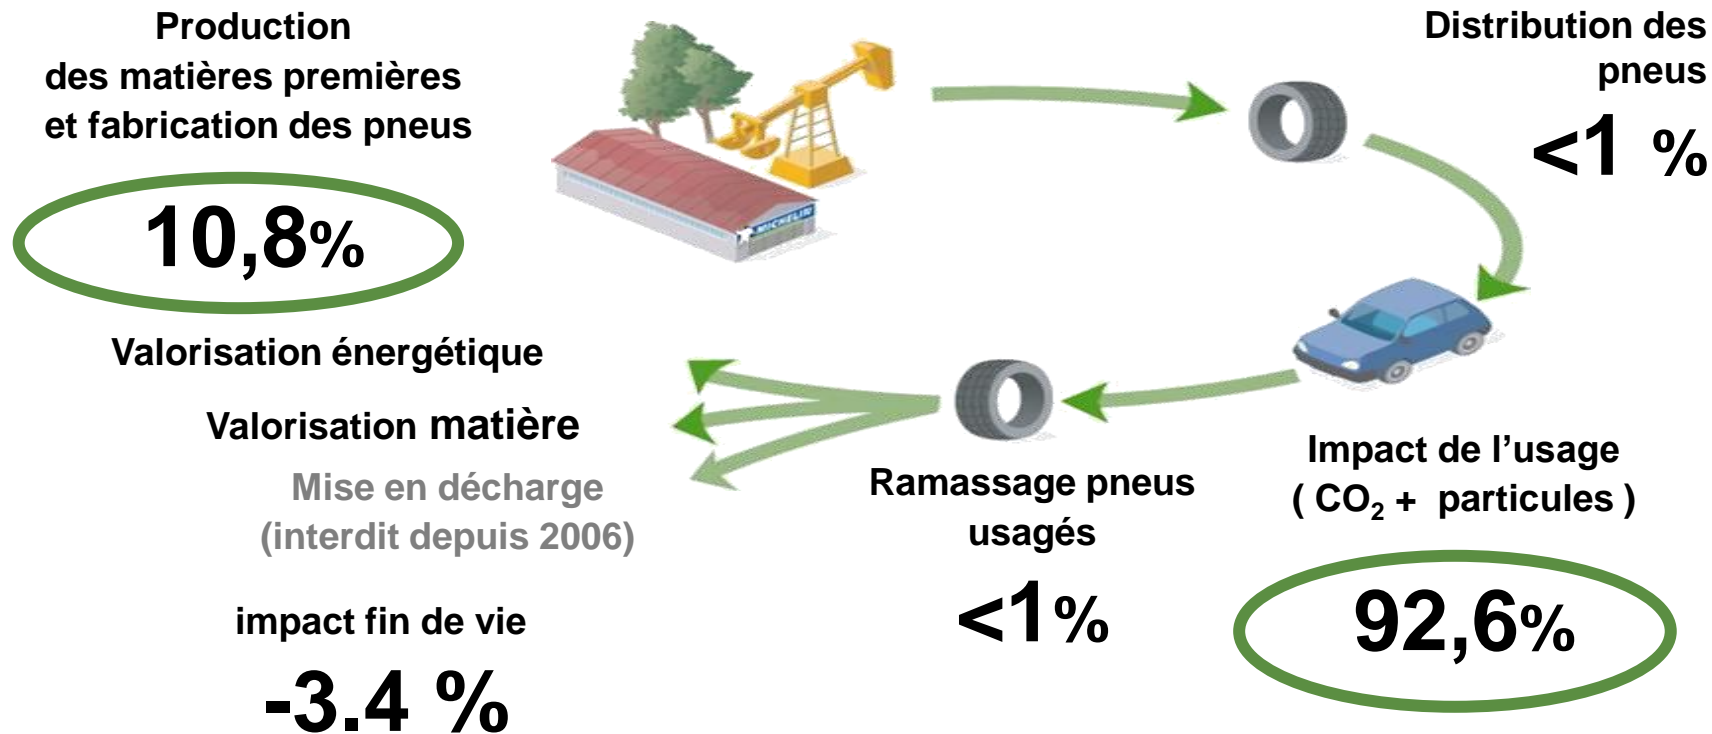 Production
des matières premières
et fabrication des pneus
10,8%
MICHELIN
Distribution des
pneus
<1 %
Valorisation énergétique
Valorisation matière
Mise en décharge
(interdit depuis 2006)
impact fin de vie
-3.4 %
Ramassage pneus
usagés
<1%
Impact de l’usage
( CO₂ + particules )
92,6%